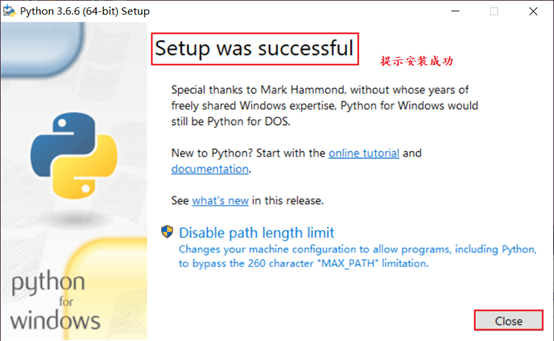 Python 3.6.6 (64-bit) Setup
Setup was successful
提示安装成功
Special thanks to Mark Hammond, without whose years of
freely shared Windows expertise, Python for Windows would
still be Python for DOS.
New to Python? Start with the online tutorial and
documentation.
See what's new in this release.
Disable path length limit
Changes your machine configuration to allow programs, including Python,
to bypass the 260 character "MAX_PATH" limitation.
python
for
windows
Close